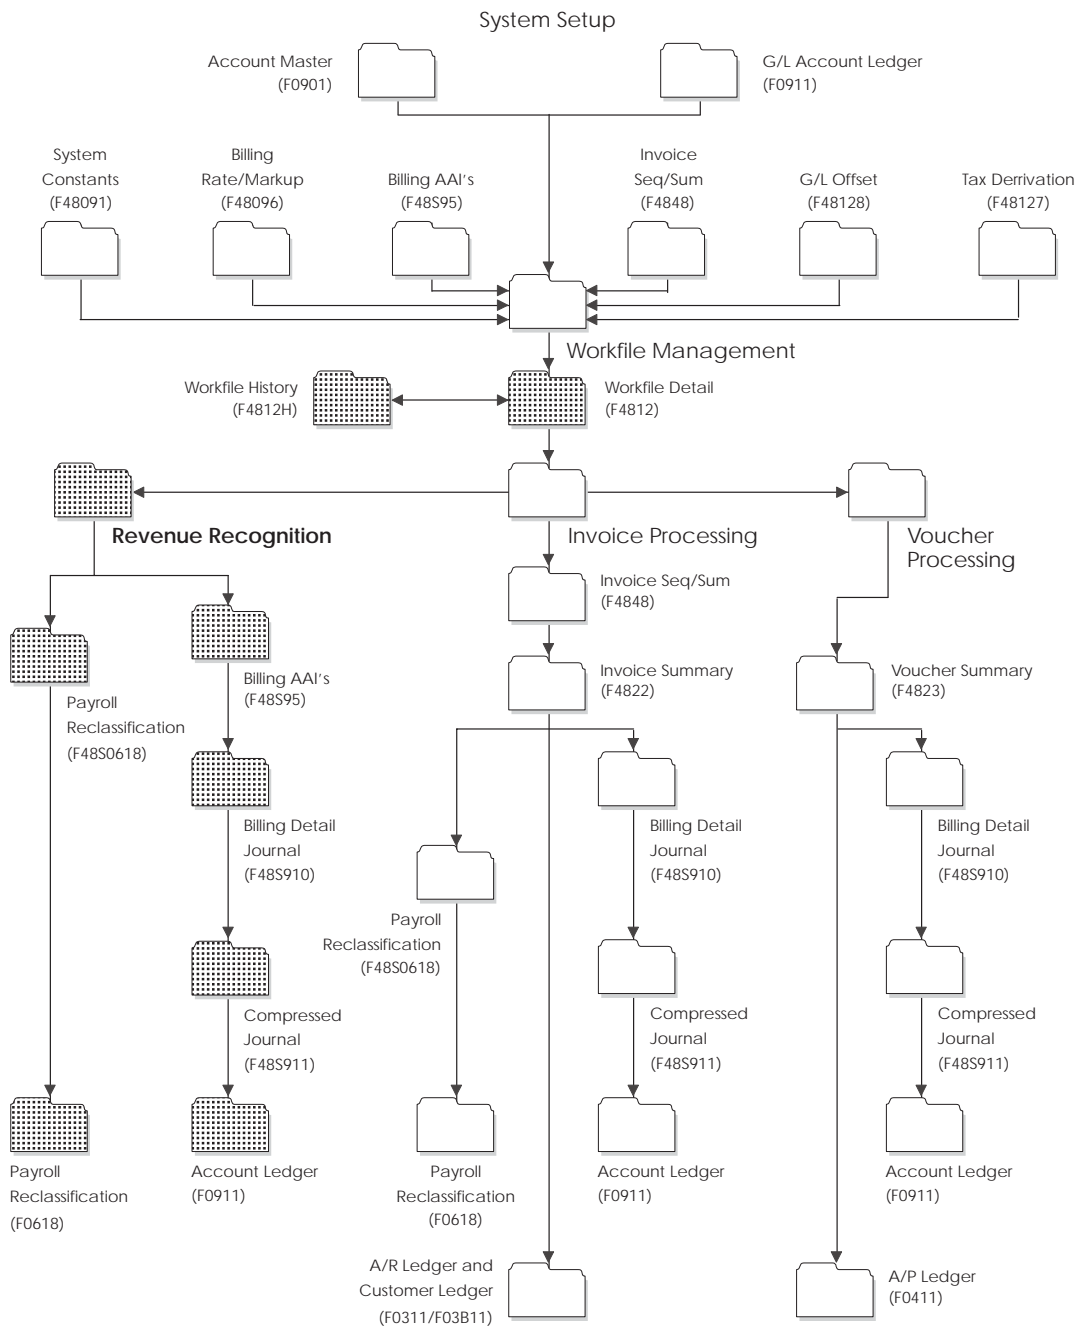 System Setup
Account Master
(F0901)
G/L Account Ledger
(F0911)
System
Constants
(F48091)
Billing
Rate/Markup
(F48096)
Billing AAI's
(F48S95)
Invoice
Seq/Sum
(F4848)
G/L Offset
(F48128)
Tax Derrivation
(F48127)
Workfile Management
Workfile History
(F4812H)
Workfile Detail
(F4812)
Revenue Recognition
Invoice Processing
Voucher
Processing
Invoice Seq/Sum
(F4848)
Payroll
Reclassification
(F48S0618)
Billing AAI's
(F48S95)
Invoice Summary
(F4822)
Voucher Summary
(F4823)
Billing Detail
Journal
(F48S910)
Billing Detail
Journal
(F48S910)
Billing Detail
Journal
(F48S910)
Payroll
Reclassification
(F48S0618)
Compressed
Journal
(F48S911)
Compressed
Journal
(F48S911)
Compressed
Journal
(F48S911)
Payroll
Reclassification
(F0618)
Account Ledger
(F0911)
Payroll
Reclassification
(F0618)
Account Ledger
(F0911)
Account Ledger
(F0911)
A/R Ledger and
Customer Ledger
(F0311/F03B11)
A/P Ledger
(F0411)